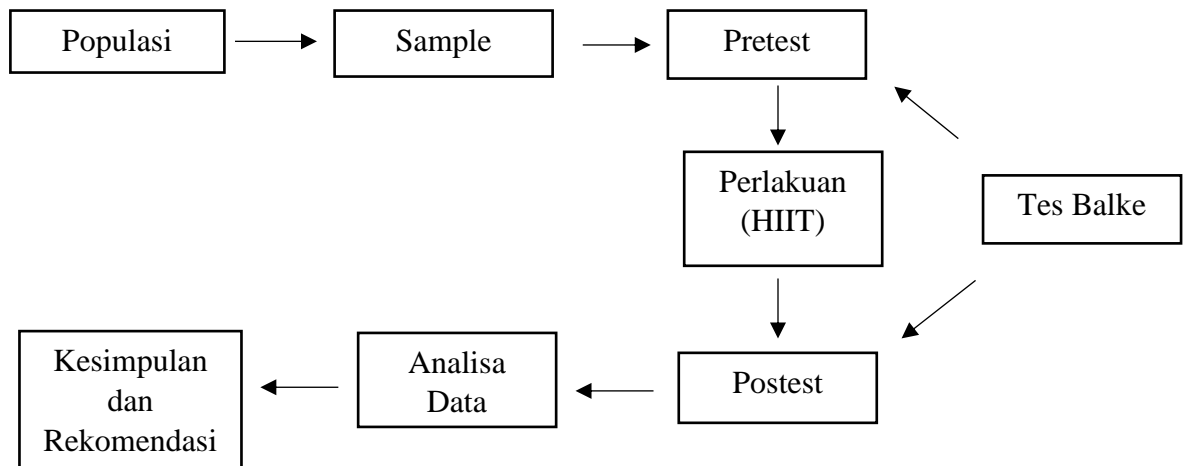 Populasi
Sample
Pretest
Perlakuan
(HIIT)
Tes Balke
Postest
Analisa
Data
Kesimpulan
dan
Rekomendasi